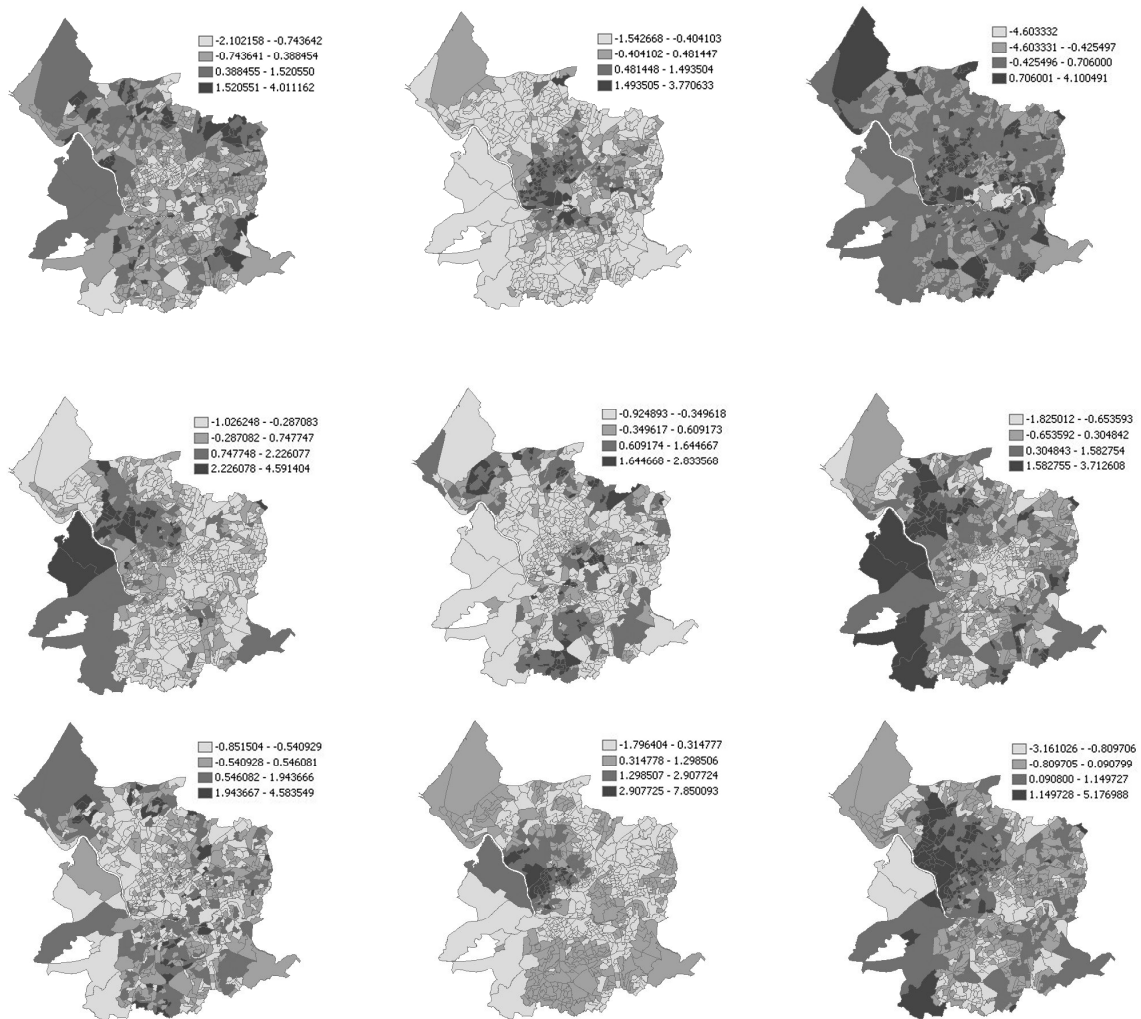 -2.102158 - -0.743642
-0.743641 - 0.388454
0.388455 - 1.520550
1.520551 - 4.011162
-1.542668 - -0.404103
-0.404102 - 0.481447
0.481448 - 1.493504
1.493505 - 3.770633
-4.603332
-4.603331 - -0.425497
-0.425496 - 0.706000
0.706001 - 4.100491
-1.026248 - -0.287083
-0.287082 - 0.747747
0.747748 - 2.226077
2.226078 - 4.591404
-0.924893 - -0.349618
-0.349617 - 0.609173
0.609174 - 1.644667
1.644668 - 2.833568
-1.825012 - -0.653593
-0.653592 - 0.304842
0.304843 - 1.582754
1.582755 - 3.712608
-0.851504 - -0.540929
-0.540928 - 0.546081
0.546082 - 1.943666
1.943667 - 4.583549
-1.796404 - 0.314777
0.314778 - 1.298506
1.298507 - 2.907724
2.907725 - 7.850093
-3.161026 - -0.809706
-0.809705 - 0.090799
0.090800 - 1.149727
1.149728 - 5.176988